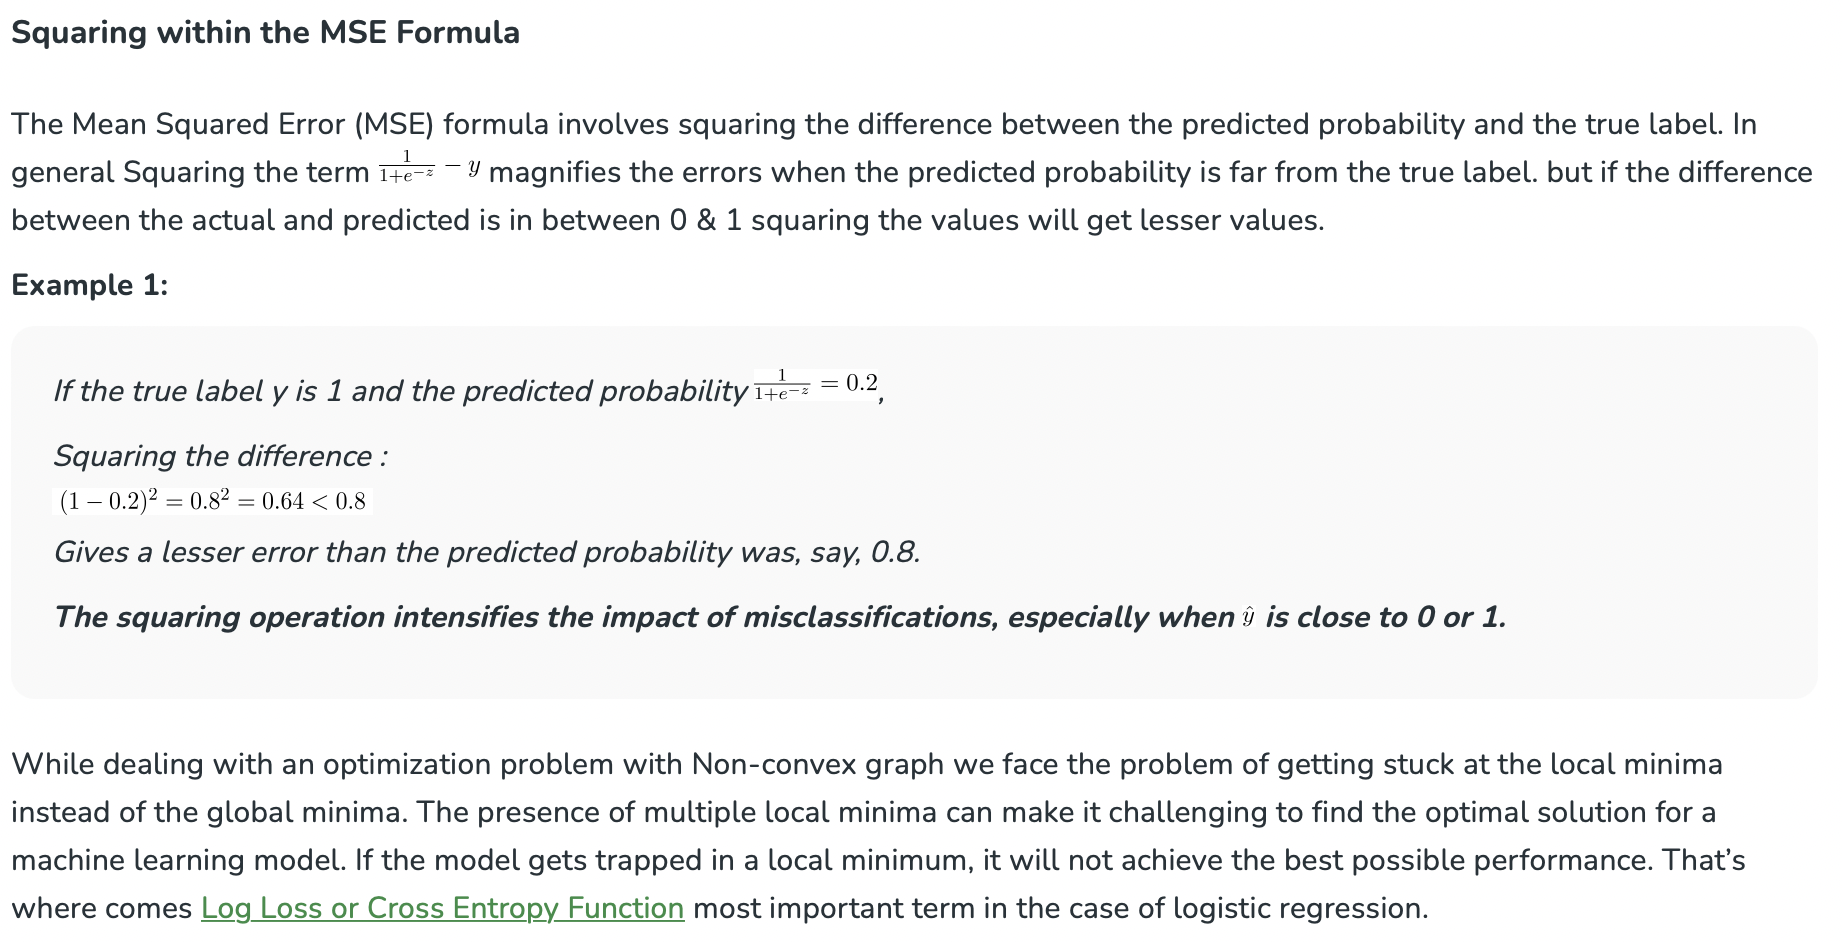 Squaring within the MSE Formula
The Mean Squared Error (MSE) formula involves squaring the difference between the predicted probability and the true label. In
general Squaring the term \frac{1}{1+e^{-z}} - y magnifies the errors when the predicted probability is far from the true label. but if the difference
between the actual and predicted is in between 0 & 1 squaring the values will get lesser values.
Example 1:
If the true label y is 1 and the predicted probability \frac{1}{1+e^{-z}} = 0.2,
Squaring the difference :
(1 − 0.2)² = 0.8² = 0.64 < 0.8
Gives a lesser error than the predicted probability was, say, 0.8.
The squaring operation intensifies the impact of misclassifications, especially when ŷ is close to 0 or 1.
While dealing with an optimization problem with Non-convex graph we face the problem of getting stuck at the local minima
instead of the global minima. The presence of multiple local minima can make it challenging to find the optimal solution for a
machine learning model. If the model gets trapped in a local minimum, it will not achieve the best possible performance. That’s
where comes Log Loss or Cross Entropy Function most important term in the case of logistic regression.